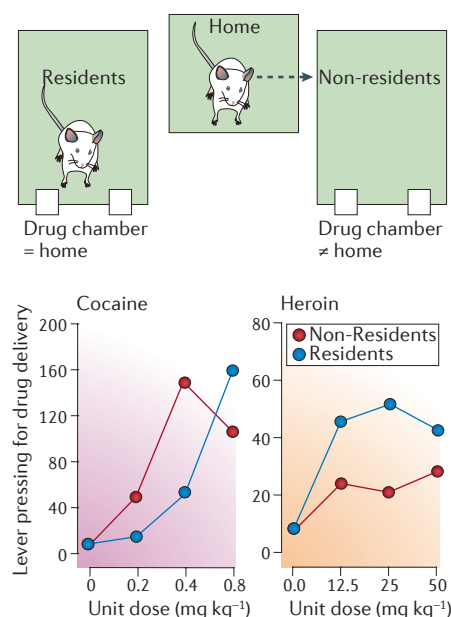 Home
Residents
Non-residents
Drug chamber
= home
Drug chamber
≠ home
Cocaine
Heroin
Lever pressing for drug delivery
200
160
120
80
40
0
0
0.2
0.4
0.8
Unit dose (mg kg⁻¹)
80
60
40
20
0
Non-Residents
Residents
0.0
12.5
25
50
Unit dose (mg kg⁻¹)